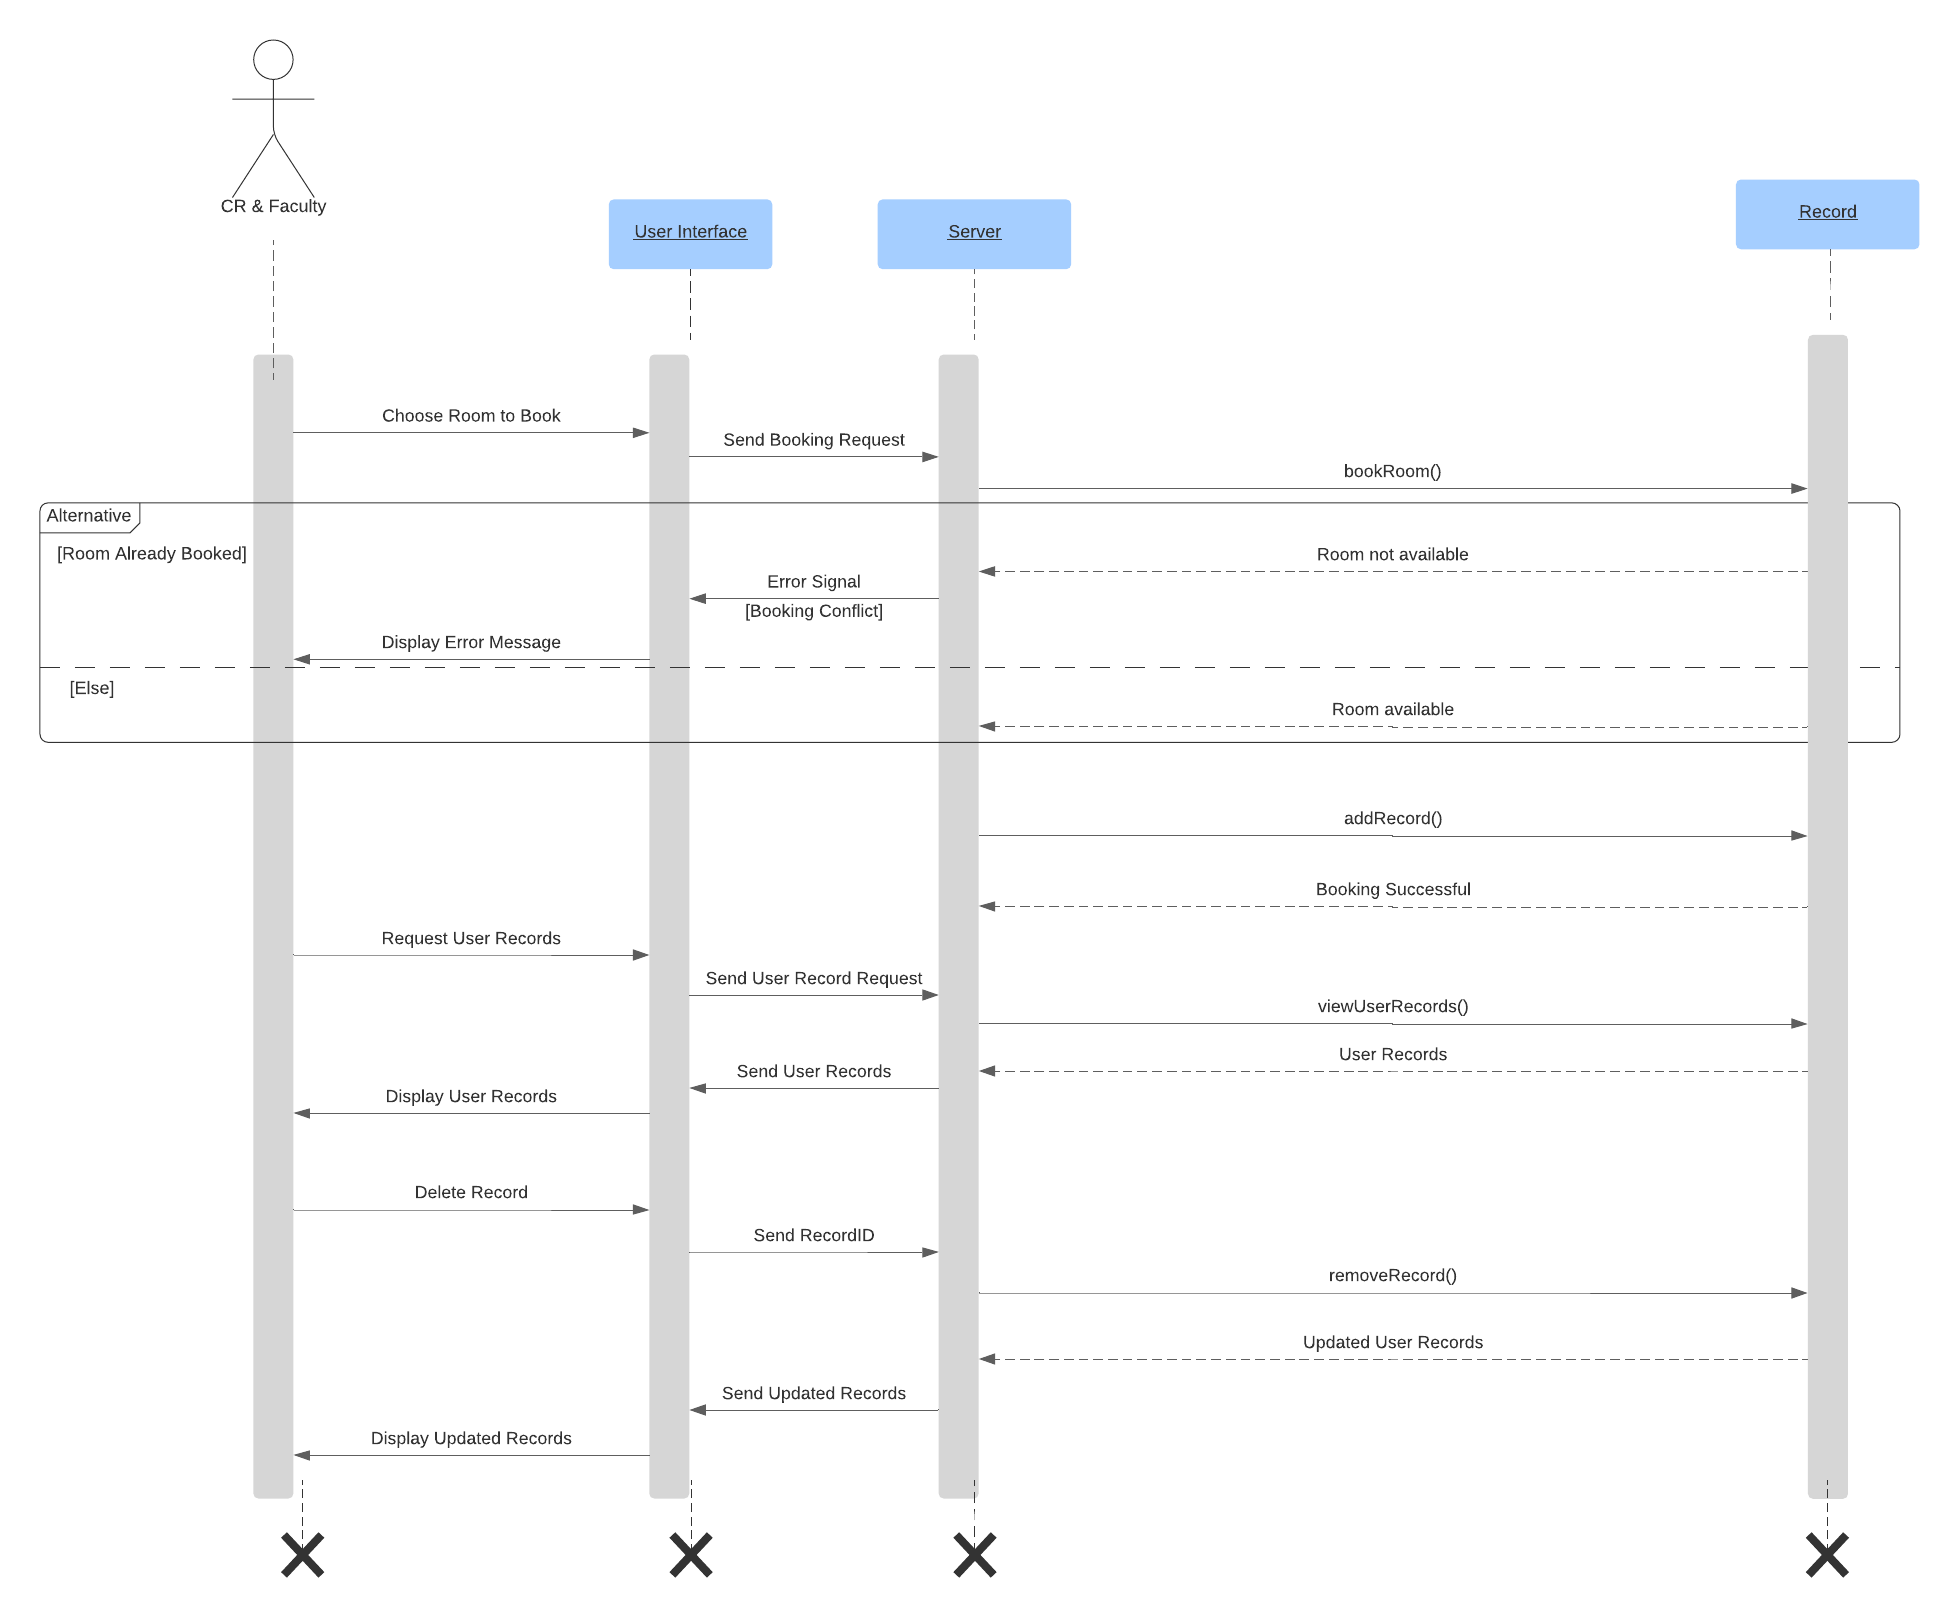 CR & Faculty
User Interface
Server
Record
Choose Room to Book
Send Booking Request
bookRoom()
Alternative
[Room Already Booked]
Room not available
Error Signal
[Booking Conflict]
Display Error Message
[Else]
Room available
addRecord()
Booking Successful
Request User Records
Send User Record Request
viewUserRecords()
User Records
Send User Records
Display User Records
Delete Record
Send RecordID
removeRecord()
Updated User Records
Send Updated Records
Display Updated Records